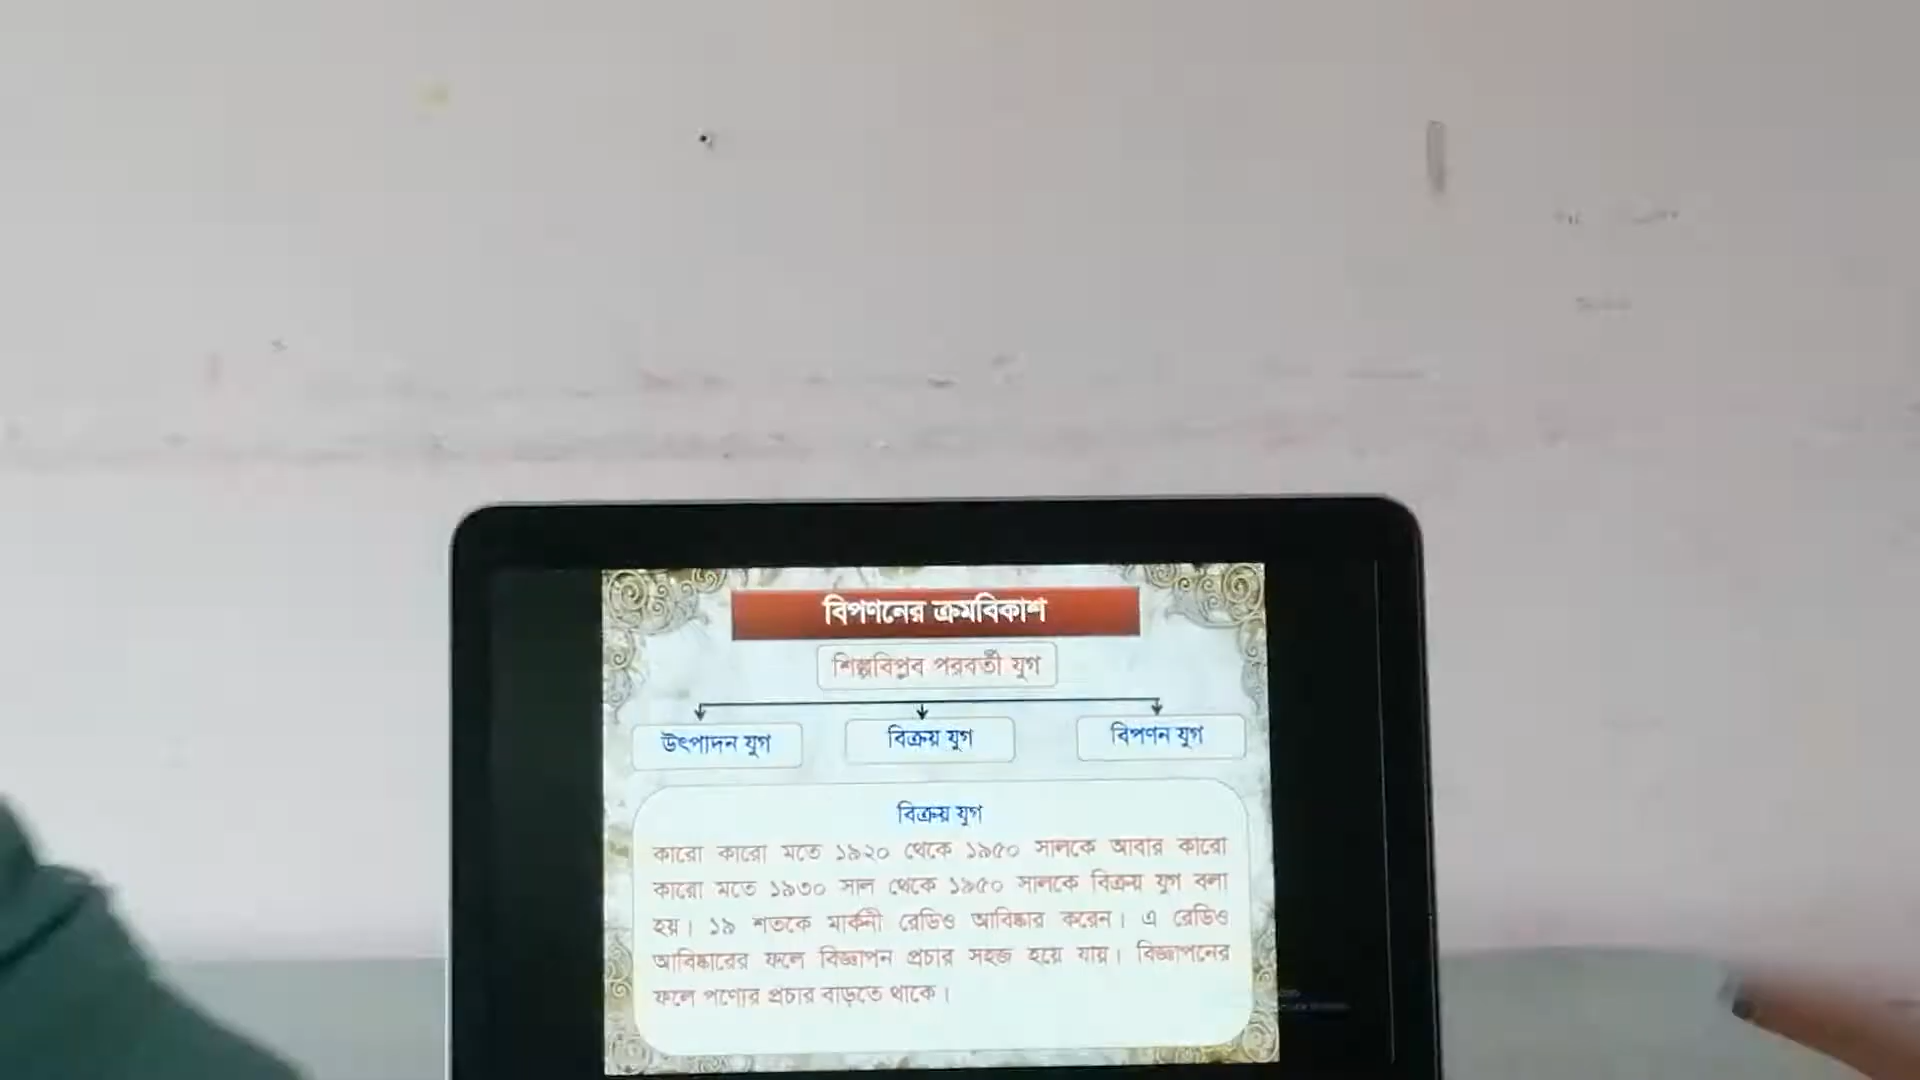 বিপণনের ক্রমবিকাশ
শিল্পবিপ্লব পরবর্তী যুগ
উৎপাদন যুগ
বিক্রয় যুগ
বিপণন যুগ
বিক্রয় যুগ
কারো কারো মতে ১৯২০ থেকে ১৯৫০ সালকে আবার কারো
কারো মতে ১৯৩০ সাল থেকে ১৯৫০ সালকে বিক্রয় যুগ বলা
হয়। ১৯ শতকে মার্কনী রেডিও আবিষ্কার করেন। এ রেডিও
আবিষ্কারের ফলে বিজ্ঞাপন প্রচার সহজ হয়ে যায়। বিজ্ঞাপনের
ফলে পণ্যের প্রচার বাড়তে থাকে।